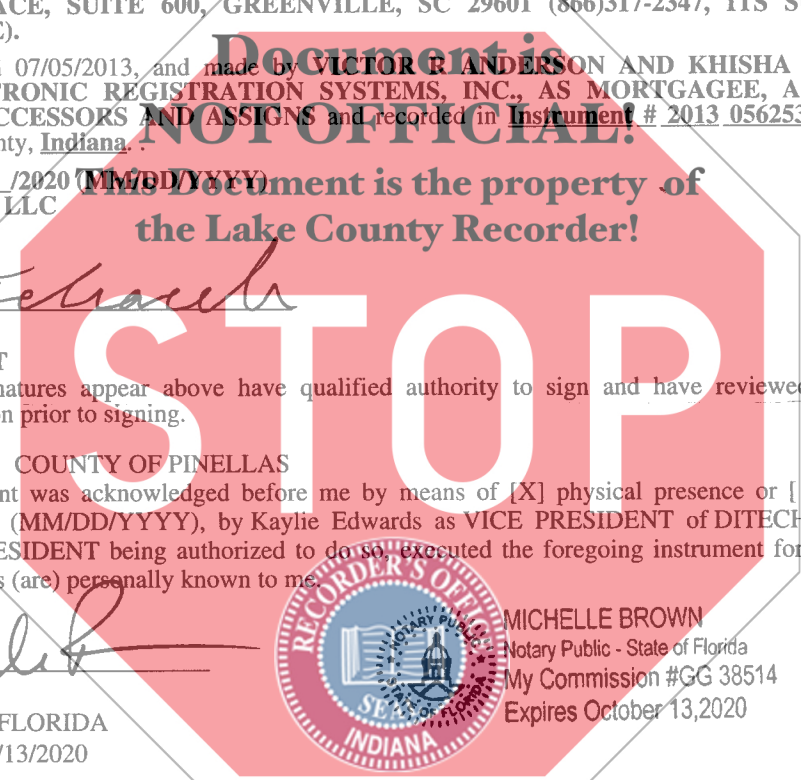 ACE, SUITE 600, GREENVILLE, SC 29601 (866)317-2347, ITS S
E).
Document is
07/05/2013, and made by VICTOR R ANDERSON AND KHISHA
TRONIC REGISTRATION SYSTEMS, INC., AS MORTGAGEE, A
CCESSORS AND ASSIGNS and recorded in Instrument # 2013 056253
NOT OFFICIAL!
nty, Indiana.
/2020 (MM/DD/YYYY)
This Document is the property of
LLC
the Lake County Recorder!
STOP
T
natures appear above have qualified authority to sign and have reviewed
on prior to signing.
COUNTY OF PINELLAS
nt was acknowledged before me by means of [X] physical presence or [
(MM/DD/YYYY), by Kaylie Edwards as VICE PRESIDENT of DITECH
ESIDENT being authorized to do so, executed the foregoing instrument for
s (are) personally known to me.
RECORDER'S OFFICE
SEAL
INDIANA
NOTARY PUBLIC
STATE OF FLORIDA
MICHELLE BROWN
Notary Public - State of Florida
My Commission #GG 38514
Expires October 13,2020
FLORIDA
/13/2020